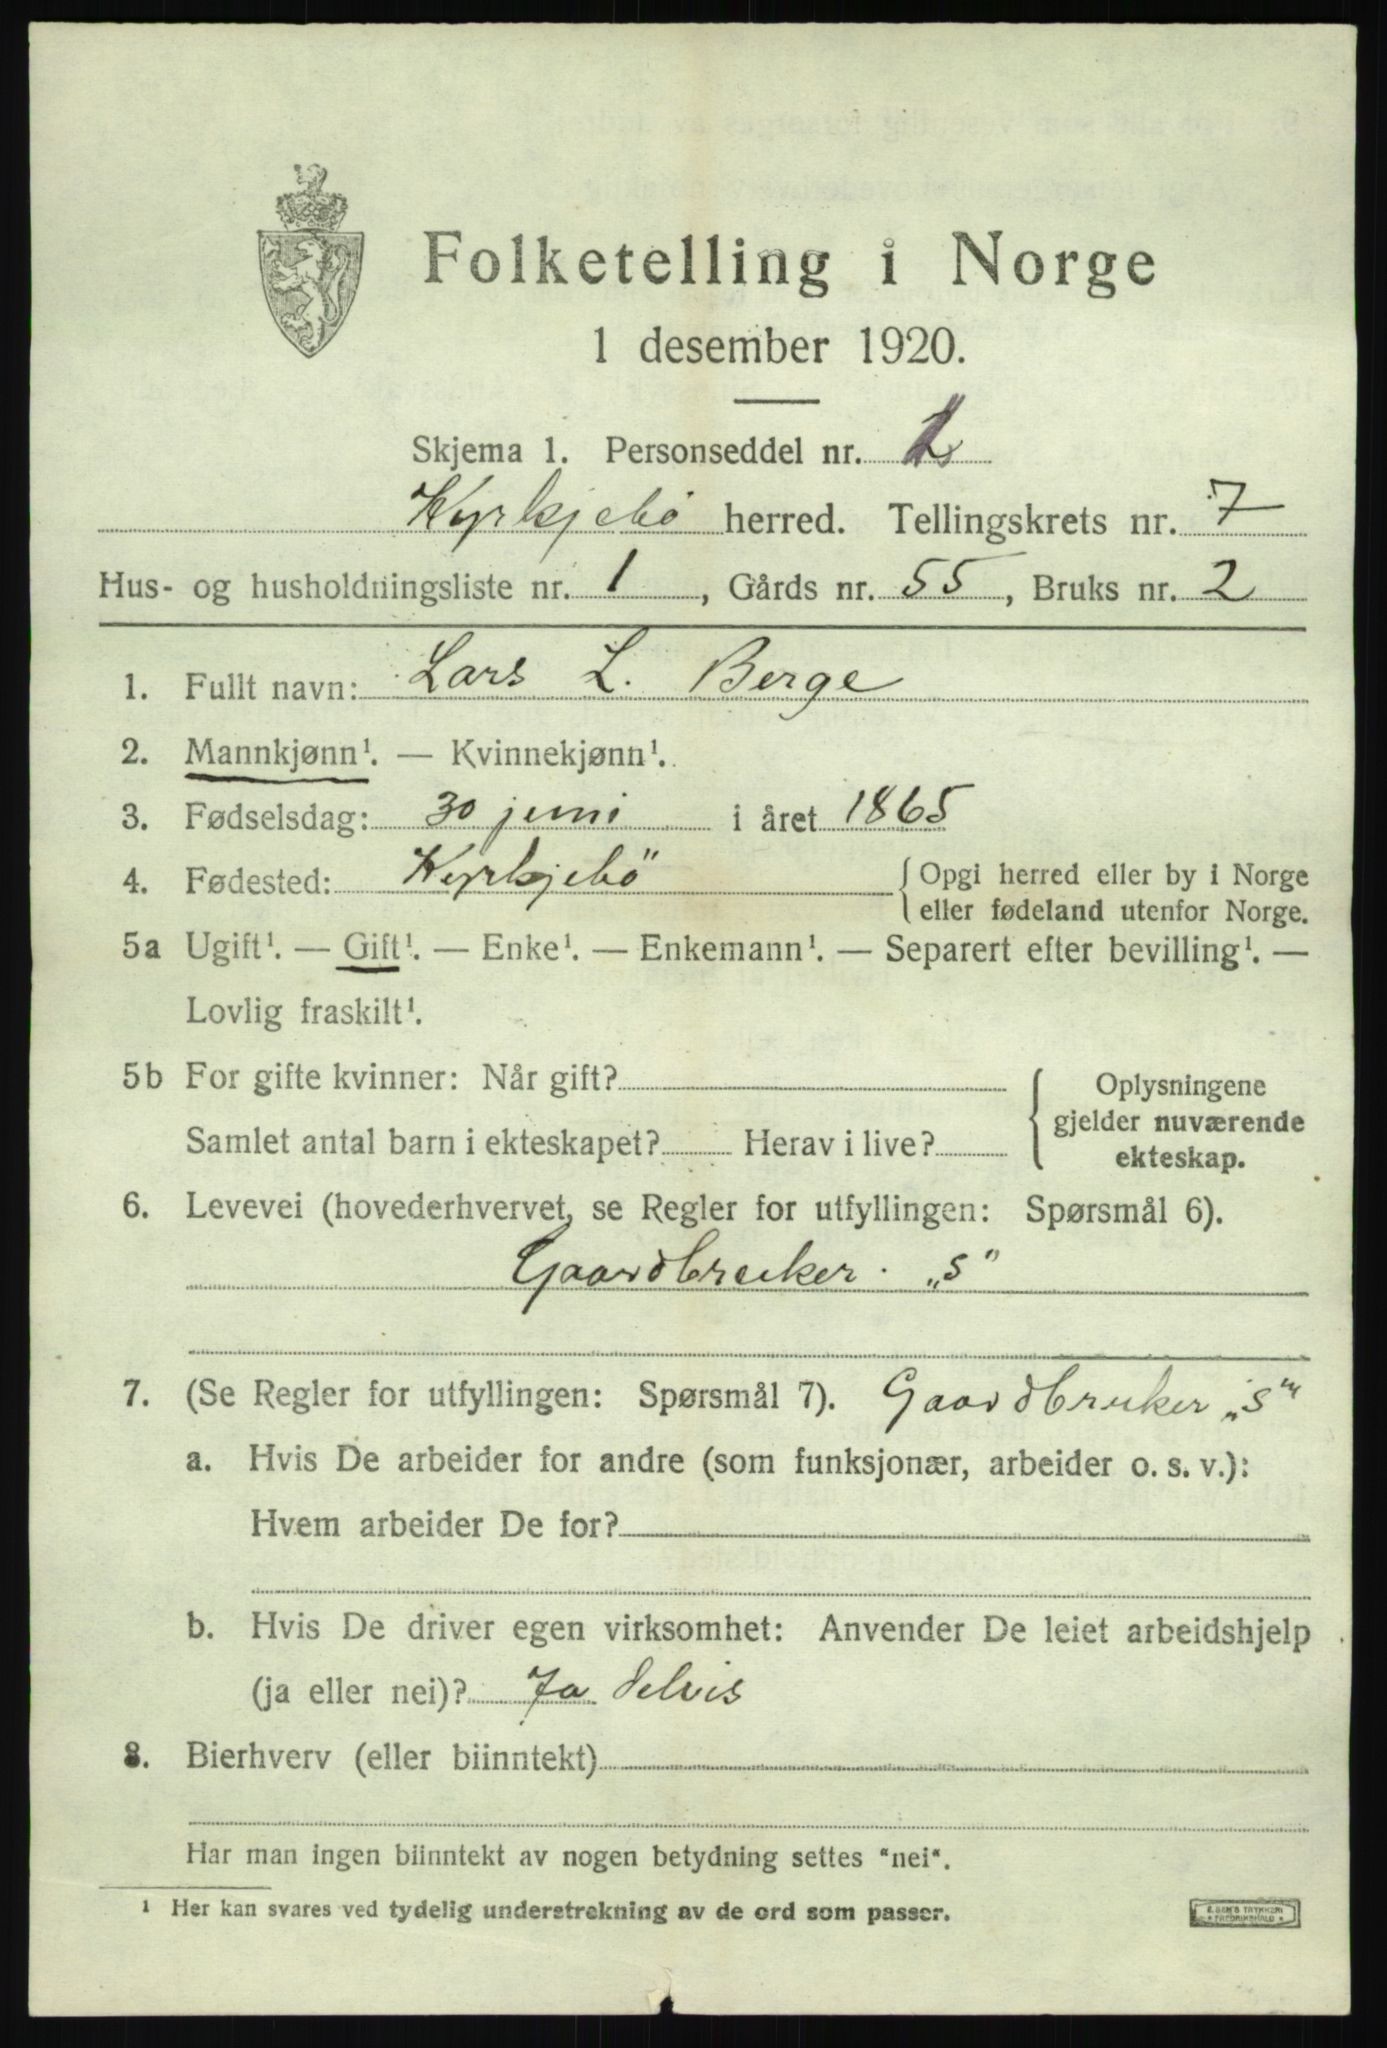 Folketelling i Norge
1 desember 1920.
Skjema 1. Personseddel nr.
Kyrkjebö herred. Tellingskrets nr. 7
Hus- og husholdningsliste nr. 1, Gårds nr. 55, Bruks nr. 2
1. Fullt navn: Lars L. Berge
2. Mannkjønn¹. — Kvinnekjønn¹.
3. Fødselsdag: 30 juni i året 1865
4. Fødested: Kyrkjebö { Opgi herred eller by i Norge
eller fødeland utenfor Norge.
5a Ugift¹. — Gift¹. — Enke¹. — Enkemann¹. — Separert efter bevilling¹. —
Lovlig fraskilt¹.
5b For gifte kvinner: Når gift? { Oplysningene
gjelder nuværende
Samlet antal barn i ekteskapet? Herav i live?
ekteskap.
6. Levevei (hovederhvervet, se Regler for utfyllingen: Spørsmål 6).
Gaardbruker. „s"
7. (Se Regler for utfyllingen: Spørsmål 7). Gaardbruker „s"
a. Hvis De arbeider for andre (som funksjonær, arbeider o. s. v.):
Hvem arbeider De for?
b. Hvis De driver egen virksomhet: Anvender De leiet arbeidshjelp
(ja eller nei)? Ja delvis
8. Bierhverv (eller biinntekt)
Har man ingen biinntekt av nogen betydning settes "nei".
¹ Her kan svares ved tydelig understrekning av de ord som passer.